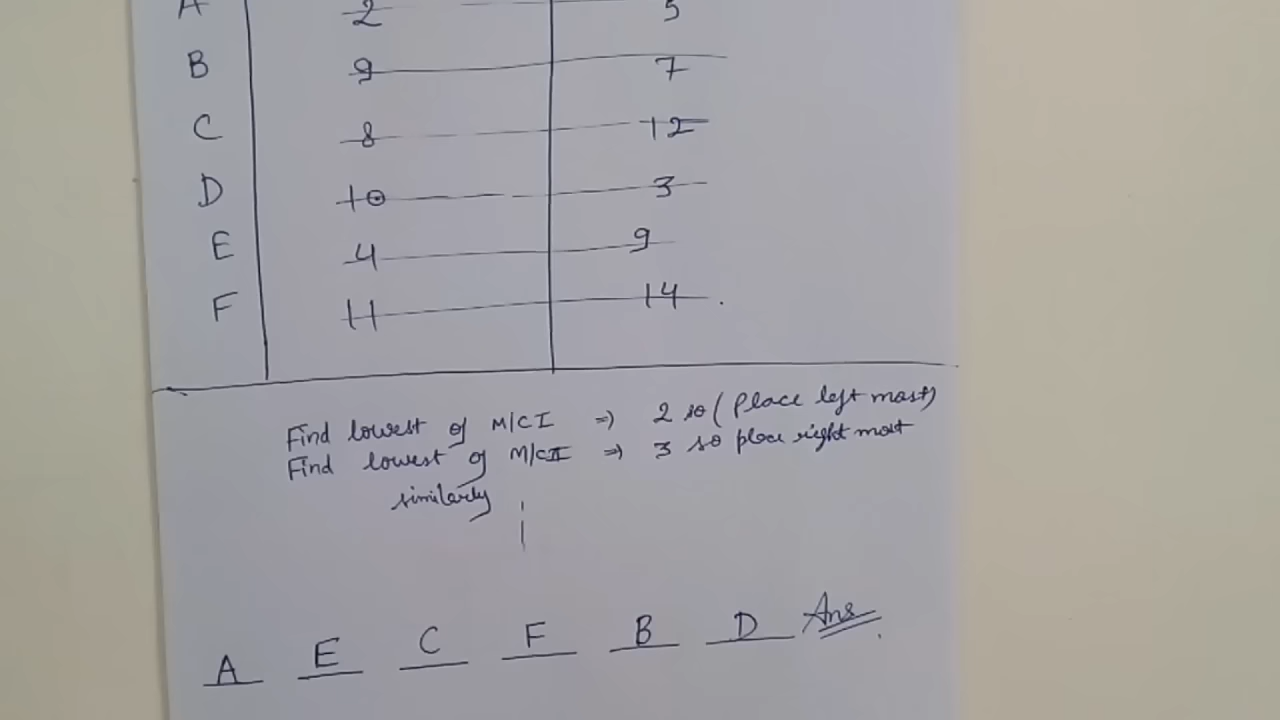 A 2 5
B 9 7
C 8 12
D 10 3
E 4 9
F 11 14 .
Find lowest of M/C I => 2 so (Place left most)
Find lowest of M/C II => 3 so place right most
similarly
A E C F B D Ans.